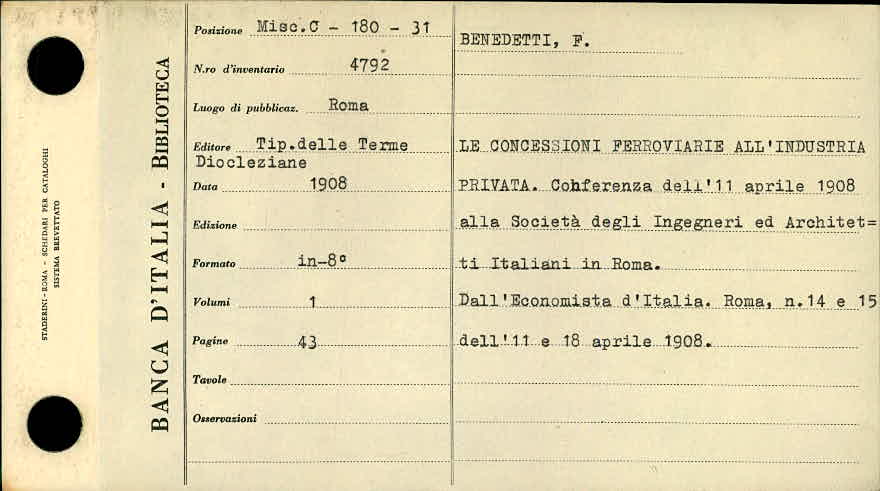 STADERINI - ROMA - SCHEDARI PER CATALOGHI
SISTEMA BREVETTATO
BANCA D'ITALIA - BIBLIOTECA
Posizione Misc.C - 180 - 31
N.ro d'inventario 4792
Luogo di pubblicaz. Roma
Editore Tip.delle Terme
Diocleziane
Data 1908
Edizione
Formato in-8°
Volumi 1
Pagine 43
Tavole
Osservazioni
BENEDETTI, F.
LE CONCESSIONI FERROVIARIE ALL'INDUSTRIA
PRIVATA. Conferenza dell'11 aprile 1908
alla Società degli Ingegneri ed Architet=
ti Italiani in Roma.
Dall'Economista d'Italia. Roma, n.14 e 15
dell'11 e 18 aprile 1908.